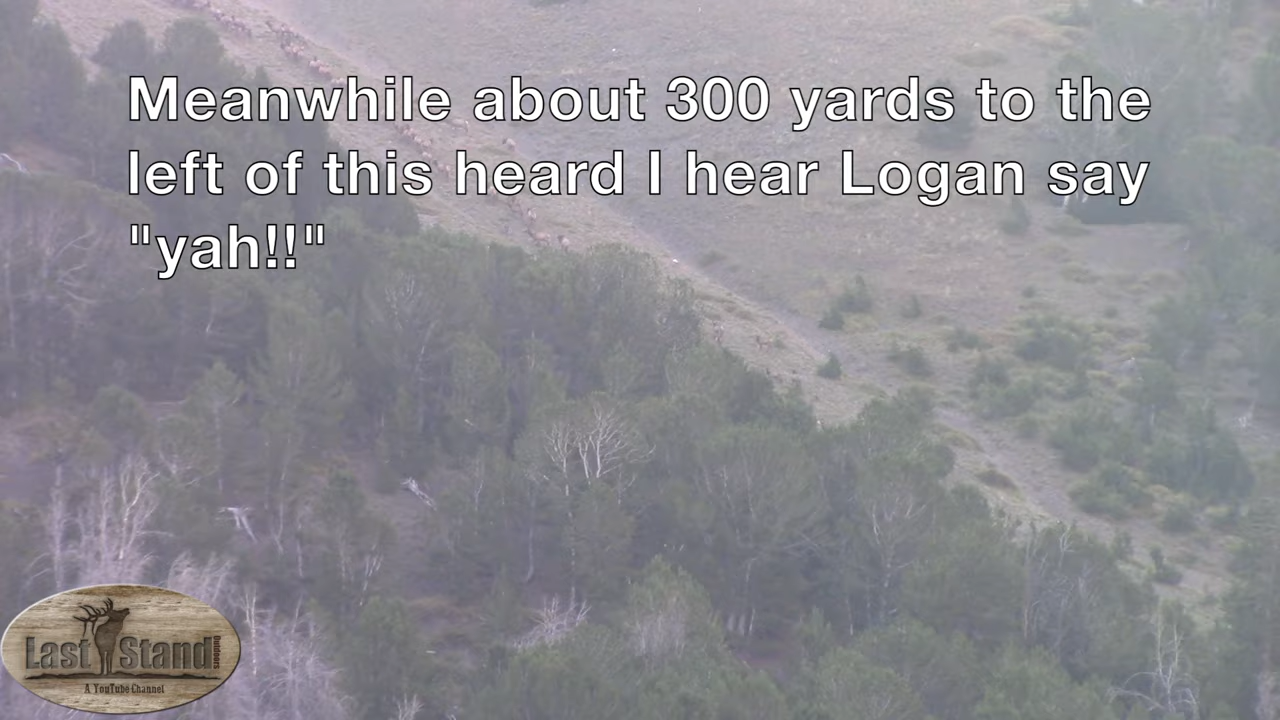 Meanwhile about 300 yards to the
left of this heard I hear Logan say
"yah!!"
Last Stand
Outdoors
A YouTube Channel